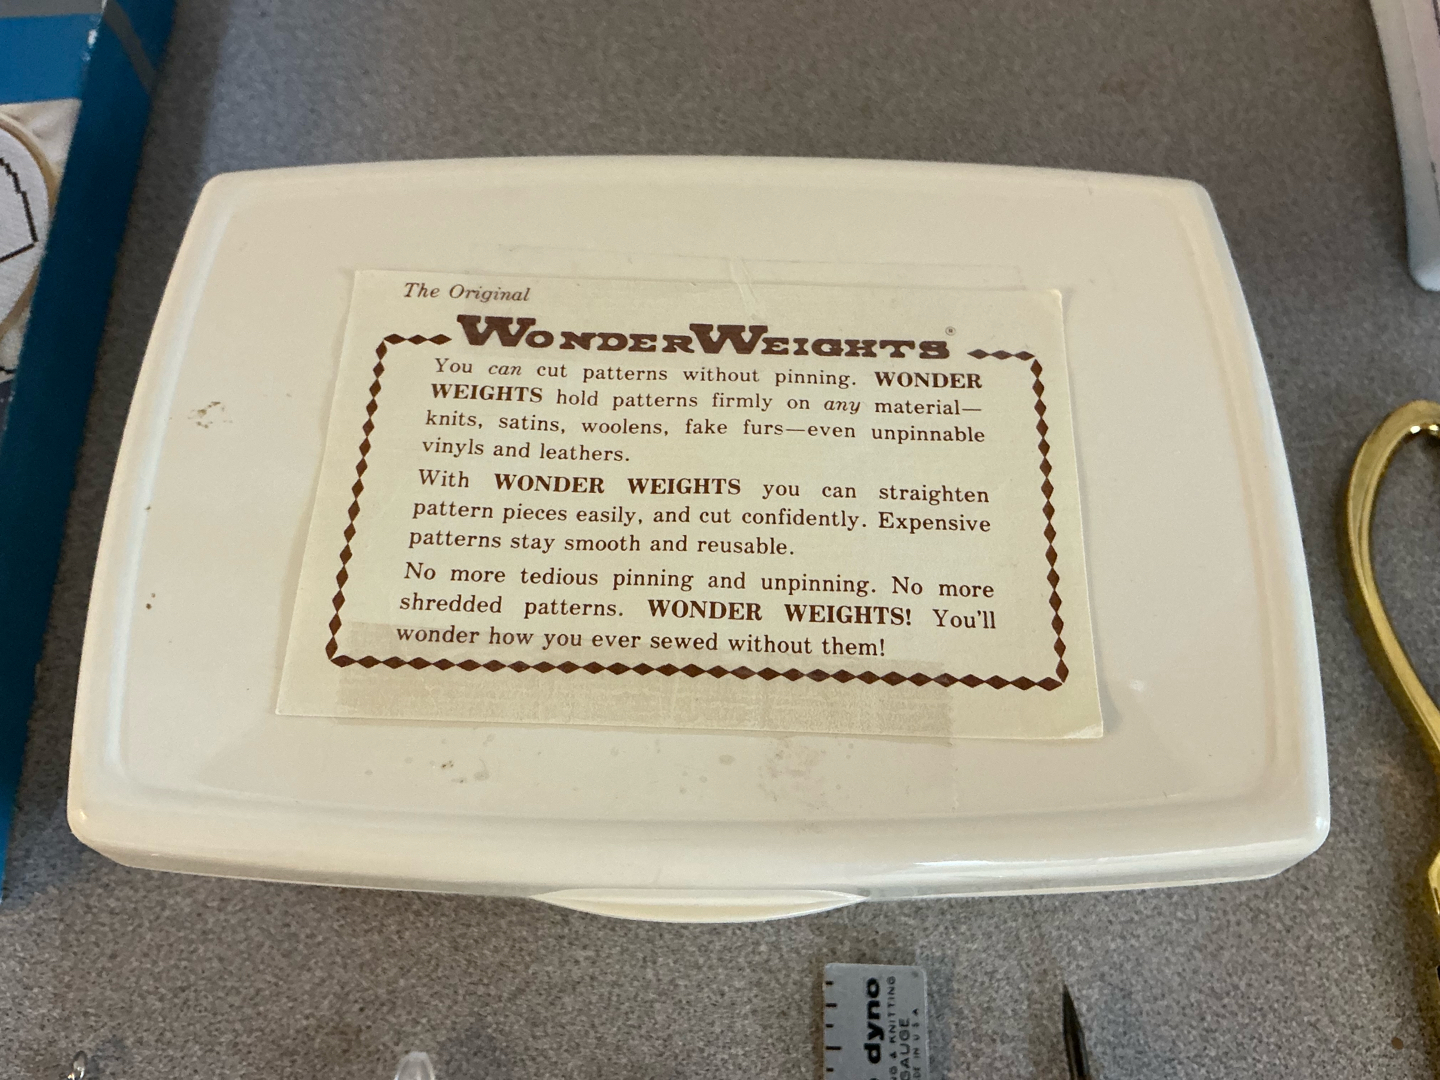 The Original
WONDERWEIGHTS®
You can cut patterns without pinning. WONDER
WEIGHTS hold patterns firmly on any material—
knits, satins, woolens, fake furs—even unpinnable
vinyls and leathers.
With WONDER WEIGHTS you can straighten
pattern pieces easily, and cut confidently. Expensive
patterns stay smooth and reusable.
No more tedious pinning and unpinning. No more
shredded patterns. WONDER WEIGHTS! You'll
wonder how you ever sewed without them!
dyno
& KNITTING
GAUGE
IN U S A